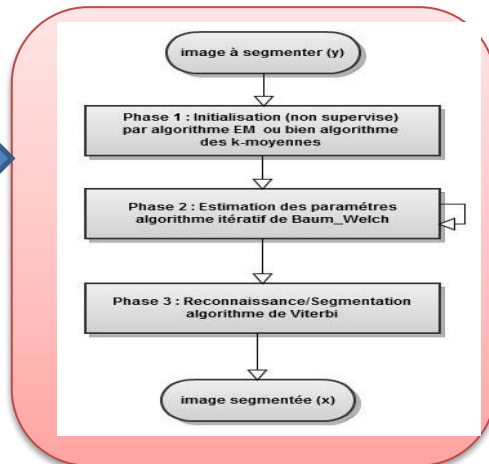 image à segmenter (y)
Phase 1 : Initialisation (non supervise)
par algorithme EM ou bien algorithme
des k-moyennes
Phase 2 : Estimation des paramétres
algorithme itératif de Baum_Welch
Phase 3 : Reconnaissance/Segmentation
algorithme de Viterbi
image segmentée (x)